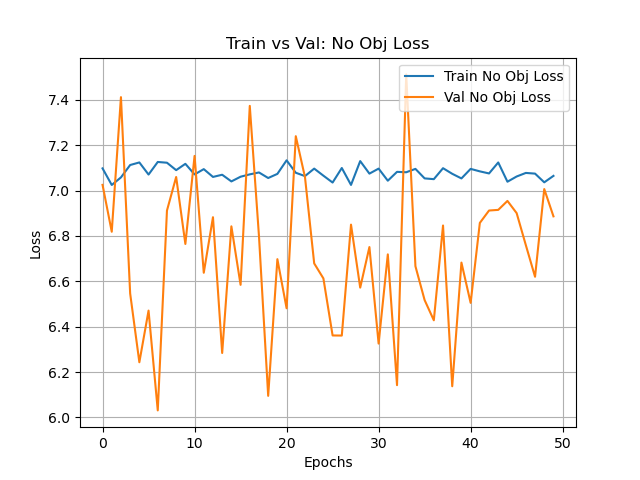 Train vs Val: No Obj Loss
Train No Obj Loss
Val No Obj Loss
Loss
7.4
7.2
7.0
6.8
6.6
6.4
6.2
6.0
0 10 20 30 40 50
Epochs